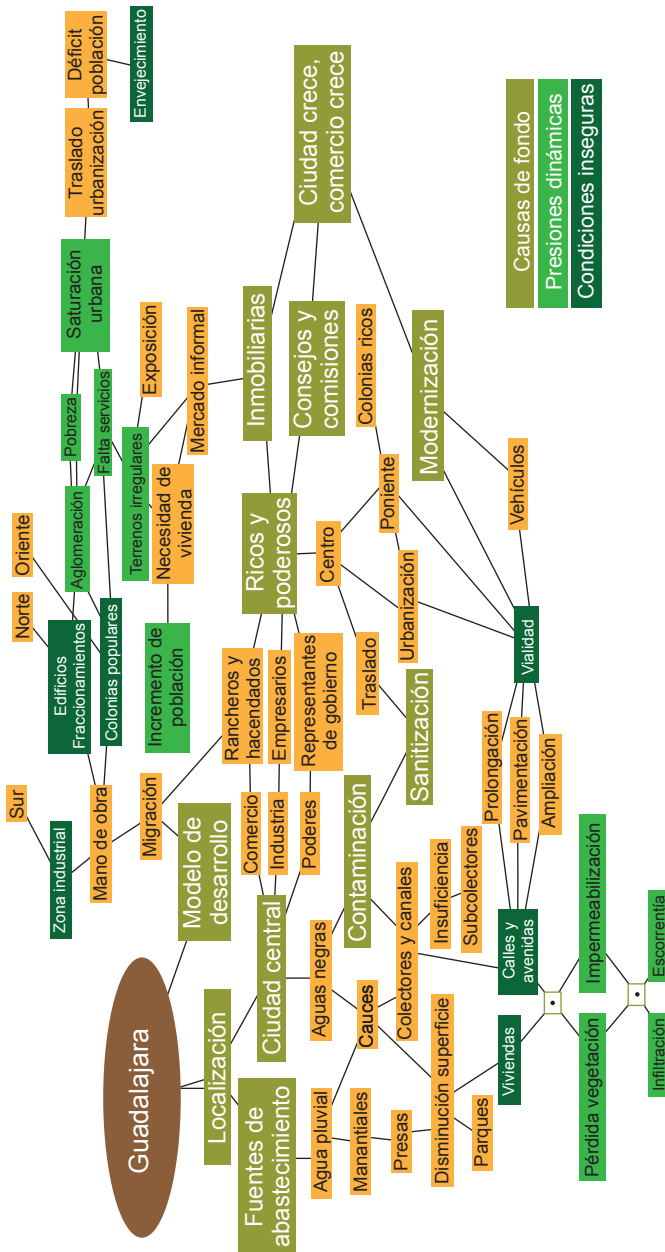 Guadalajara
Localización
Modelo de
desarrollo
Fuentes de
abastecimiento
Ciudad central
Agua pluvial
Manantiales
Presas
Disminución superficie
Parques
Viviendas
Aguas negras
Cauces
Colectores y canales
Insuficiencia
Subcolectores
Contaminación
Sanitización
Calles y
avenidas
Pérdida vegetación
Impermeabilización
Infiltración
Escorrentía
Comercio
Industria
Poderes
Rancheros y
hacendados
Empresarios
Representantes
de gobierno
Ricos y
poderosos
Migración
Mano de obra
Zona industrial
Sur
Edificios
Fraccionamientos
Colonias populares
Norte
Oriente
Aglomeración
Pobreza
Falta servicios
Terrenos irregulares
Necesidad de
vivienda
Incremento de
población
Exposición
Mercado informal
Saturación
urbana
Traslado
urbanización
Déficit
población
Envejecimiento
Inmobiliarias
Consejos y
comisiones
Ciudad crece,
comercio crece
Modernización
Centro
Traslado
Poniente
Urbanización
Colonias ricos
Vehículos
Vialidad
Prolongación
Pavimentación
Ampliación
Causas de fondo
Presiones dinámicas
Condiciones inseguras